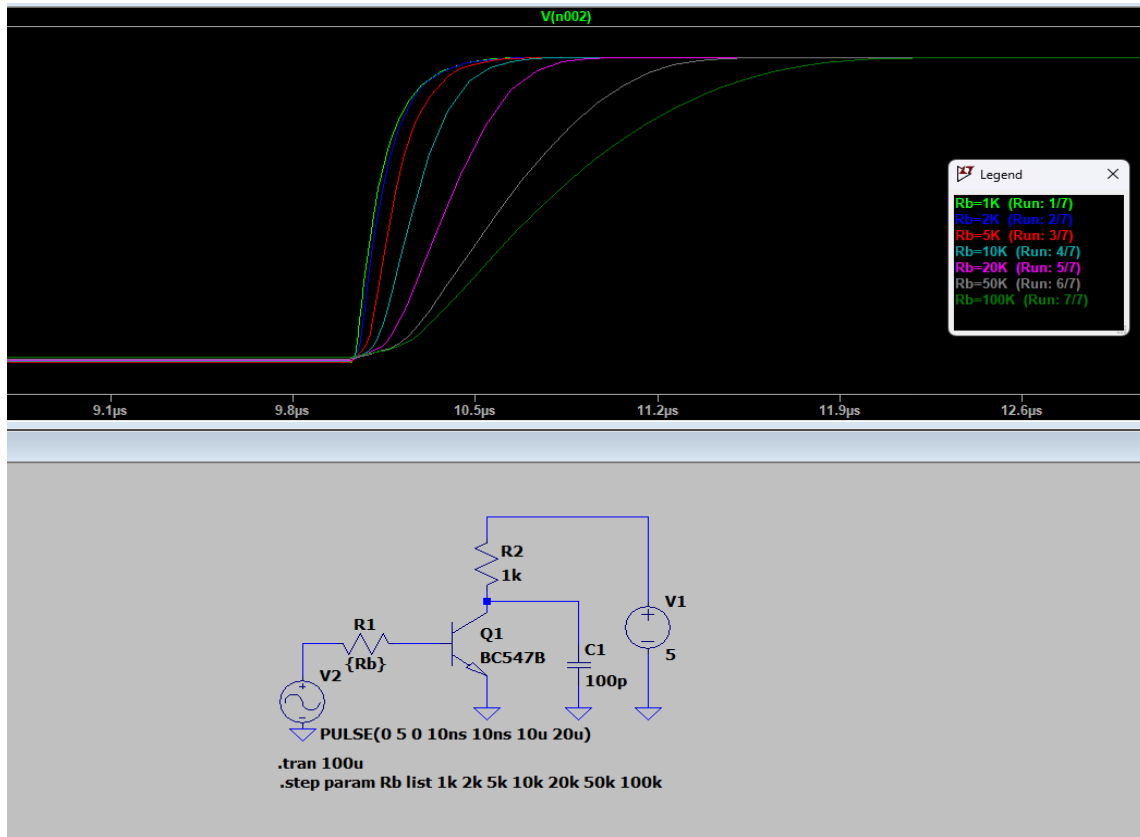 V(n002)
Legend
Rb=1K (Run: 1/7)
Rb=2K (Run: 2/7)
Rb=5K (Run: 3/7)
Rb=10K (Run: 4/7)
Rb=20K (Run: 5/7)
Rb=50K (Run: 6/7)
Rb=100K (Run: 7/7)
9.1µs 9.8µs 10.5µs 11.2µs 11.9µs 12.6µs
R2
1k
V1
5
R1
{Rb}
Q1
BC547B
C1
100p
V2
PULSE(0 5 0 10ns 10ns 10u 20u)
.tran 100u
.step param Rb list 1k 2k 5k 10k 20k 50k 100k